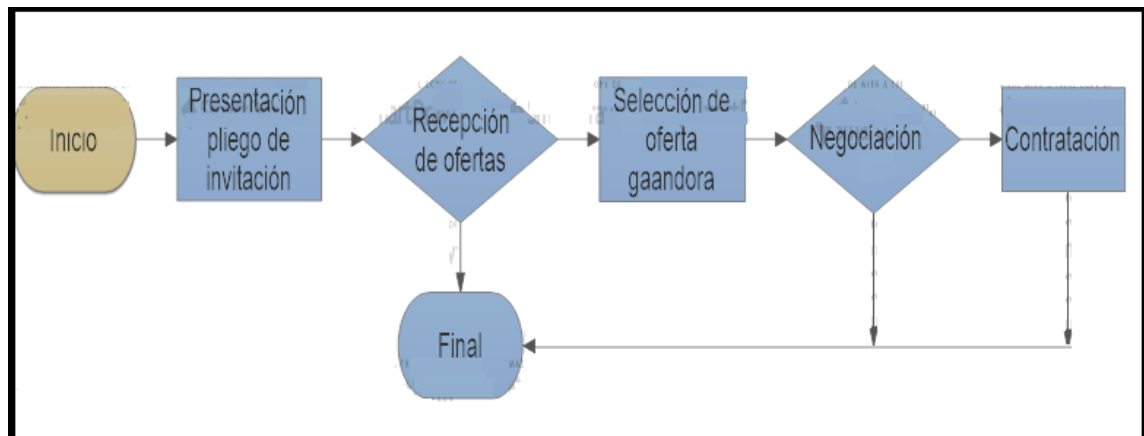 Inicio
Presentación
pliego de
invitación
Recepción
de ofertas
Selección de
oferta
gaandora
Negociación
Contratación
Final